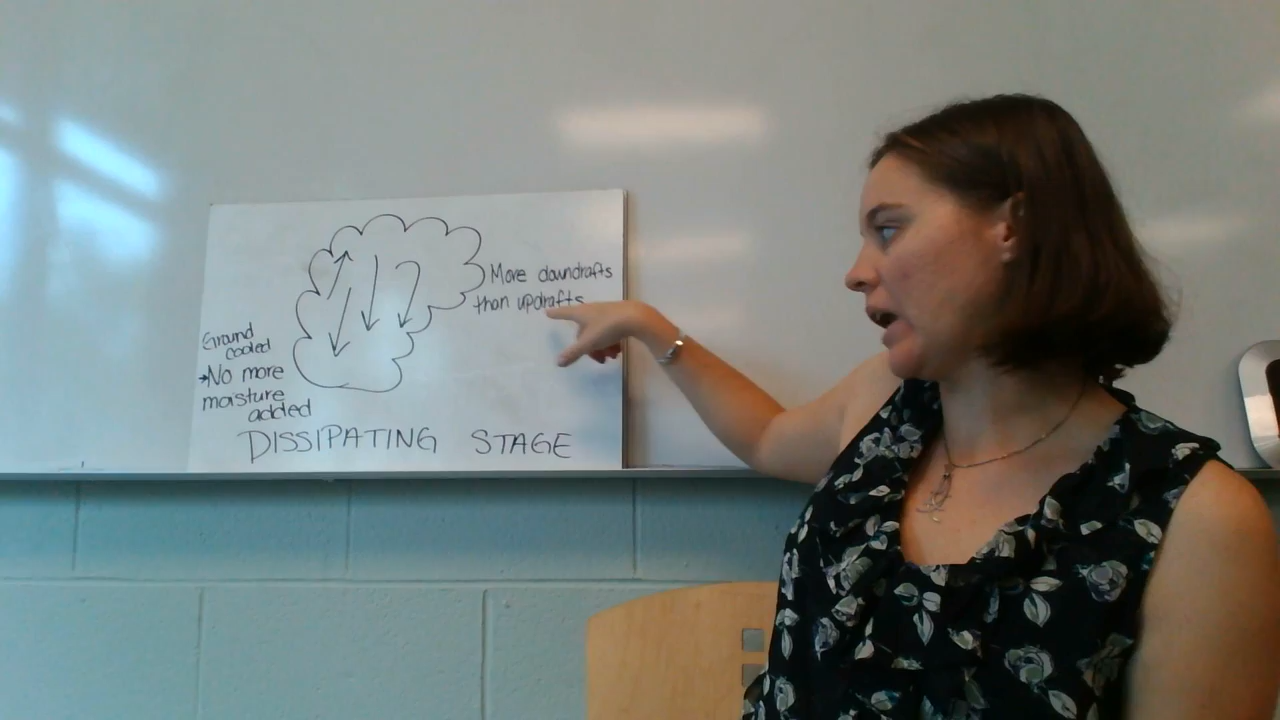 More downdrafts
than updrafts
Ground
cooled
→No more
moisture
added
DISSIPATING STAGE